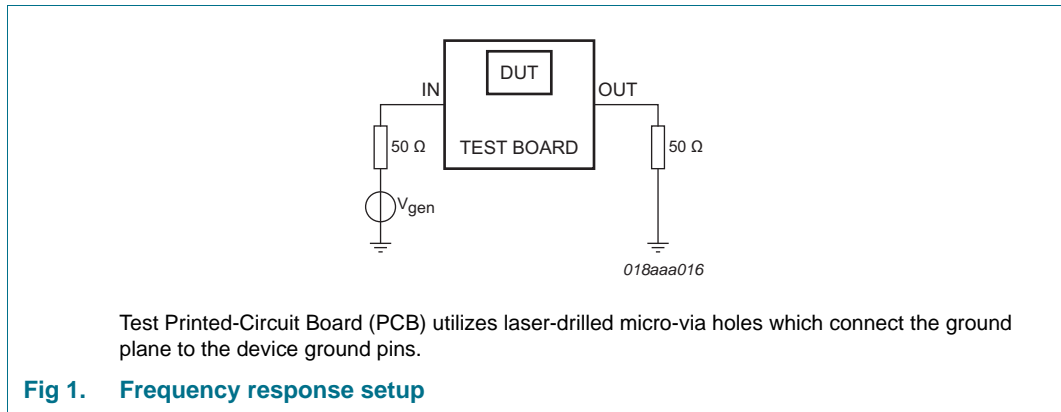 DUT
IN
OUT
50 Ω
TEST BOARD
50 Ω
Vgen
018aaa016
Test Printed-Circuit Board (PCB) utilizes laser-drilled micro-via holes which connect the ground
plane to the device ground pins.
Fig 1. Frequency response setup